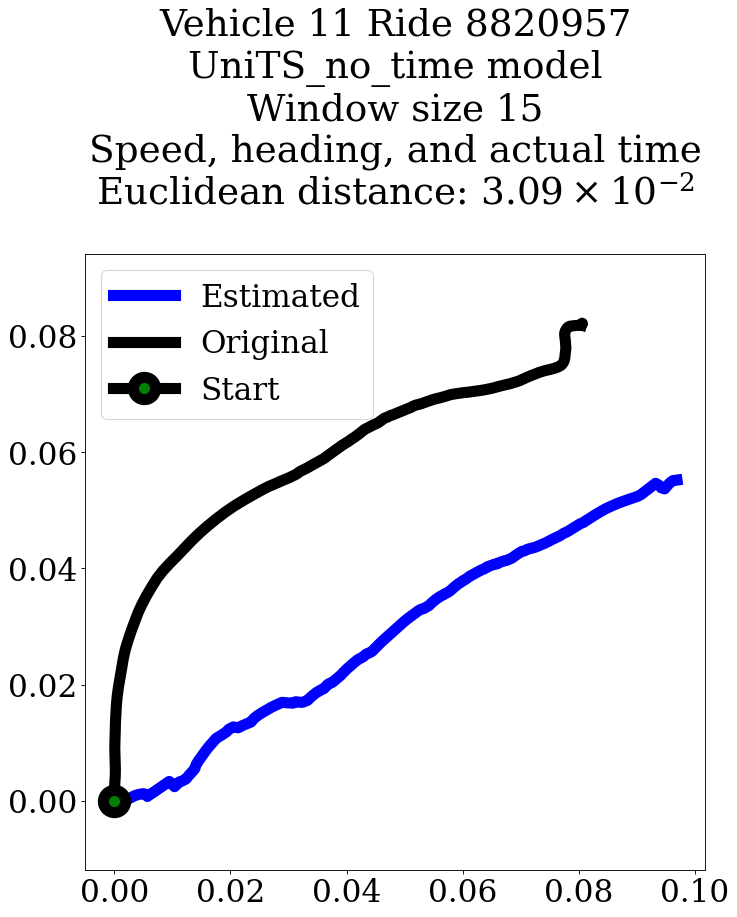 Vehicle 11 Ride 8820957
UniTS_no_time model
Window size 15
Speed, heading, and actual time
Euclidean distance: 3.09 × 10⁻²
Estimated
Original
Start
0.08
0.06
0.04
0.02
0.00
0.00 0.02 0.04 0.06 0.08 0.10